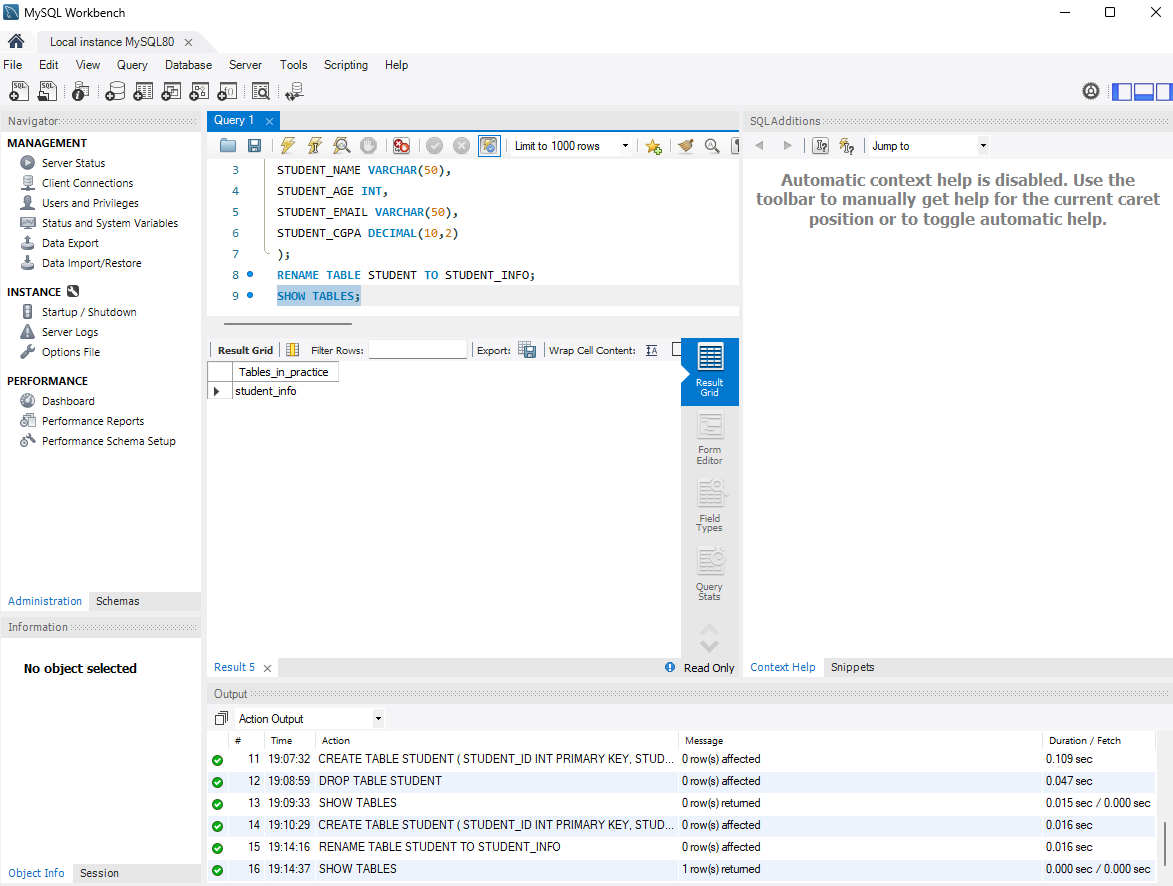 MySQL Workbench
Local instance MySQL80
File Edit View Query Database Server Tools Scripting Help
Navigator
MANAGEMENT
Server Status
Client Connections
Users and Privileges
Status and System Variables
Data Export
Data Import/Restore
INSTANCE
Startup / Shutdown
Server Logs
Options File
PERFORMANCE
Dashboard
Performance Reports
Performance Schema Setup
Administration Schemas
Information
No object selected
Object Info Session
Query 1
Limit to 1000 rows
3 STUDENT_NAME VARCHAR(50),
4 STUDENT_AGE INT,
5 STUDENT_EMAIL VARCHAR(50),
6 STUDENT_CGPA DECIMAL(10,2)
7 );
8 RENAME TABLE STUDENT TO STUDENT_INFO;
9 SHOW TABLES;
Result Grid Filter Rows: Export: Wrap Cell Content:
Tables_in_practice
student_info
Result Grid
Form Editor
Field Types
Query Stats
Result 5 Read Only
SQLAdditions
Jump to
Automatic context help is disabled. Use the
toolbar to manually get help for the current caret
position or to toggle automatic help.
Context Help Snippets
Output
Action Output
# Time Action Message Duration / Fetch
11 19:07:32 CREATE TABLE STUDENT ( STUDENT_ID INT PRIMARY KEY, STUD... 0 row(s) affected 0.109 sec
12 19:08:59 DROP TABLE STUDENT 0 row(s) affected 0.047 sec
13 19:09:33 SHOW TABLES 0 row(s) returned 0.015 sec / 0.000 sec
14 19:10:29 CREATE TABLE STUDENT ( STUDENT_ID INT PRIMARY KEY, STUD... 0 row(s) affected 0.016 sec
15 19:14:16 RENAME TABLE STUDENT TO STUDENT_INFO 0 row(s) affected 0.016 sec
16 19:14:37 SHOW TABLES 1 row(s) returned 0.000 sec / 0.000 sec